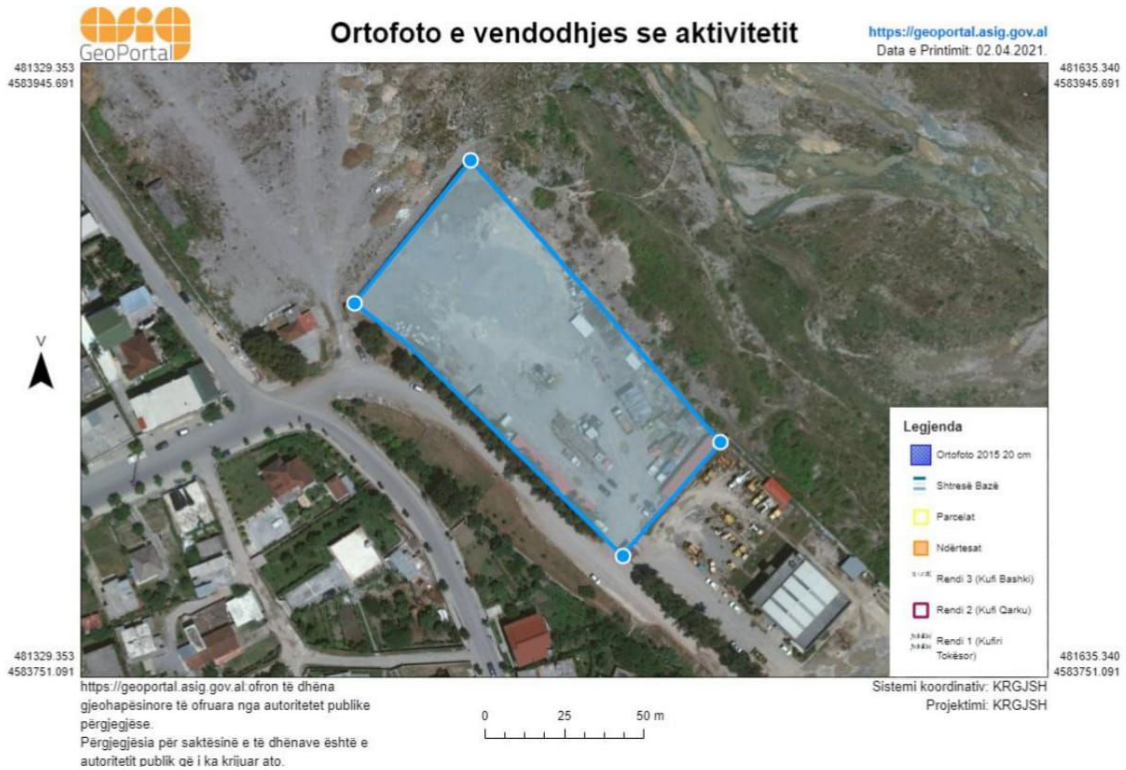 asig
GeoPortal
Ortofoto e vendodhjes se aktivitetit
https://geoportal.asig.gov.al
Data e Printimit: 02.04.2021.
481329.353
4583945.691
481635.340
4583945.691
V
Legjenda
Ortofoto 2015 20 cm
Shtresë Bazë
Parcelat
Ndërtesat
Rendi 3 (Kufi Bashki)
Rendi 2 (Kufi Qarku)
Rendi 1 (Kufiri
Tokësor)
481329.353
4583751.091
481635.340
4583751.091
https://geoportal.asig.gov.al:ofron të dhëna
gjeohapësinore të ofruara nga autoritetet publike
përgjegjëse.
Përgjegjësia për saktësinë e të dhënave është e
autoritetit publik që i ka krijuar ato.
0 25 50 m
Sistemi koordinativ: KRGJSH
Projektimi: KRGJSH